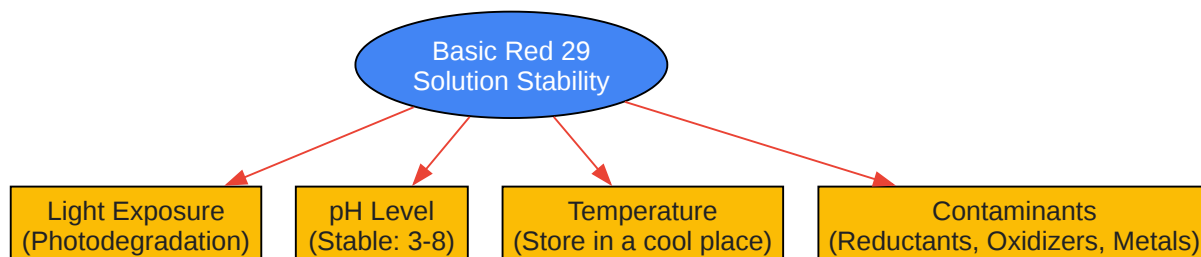 Basic Red 29
Solution Stability
Light Exposure
(Photodegradation)
pH Level
(Stable: 3-8)
Temperature
(Store in a cool place)
Contaminants
(Reductants, Oxidizers, Metals)